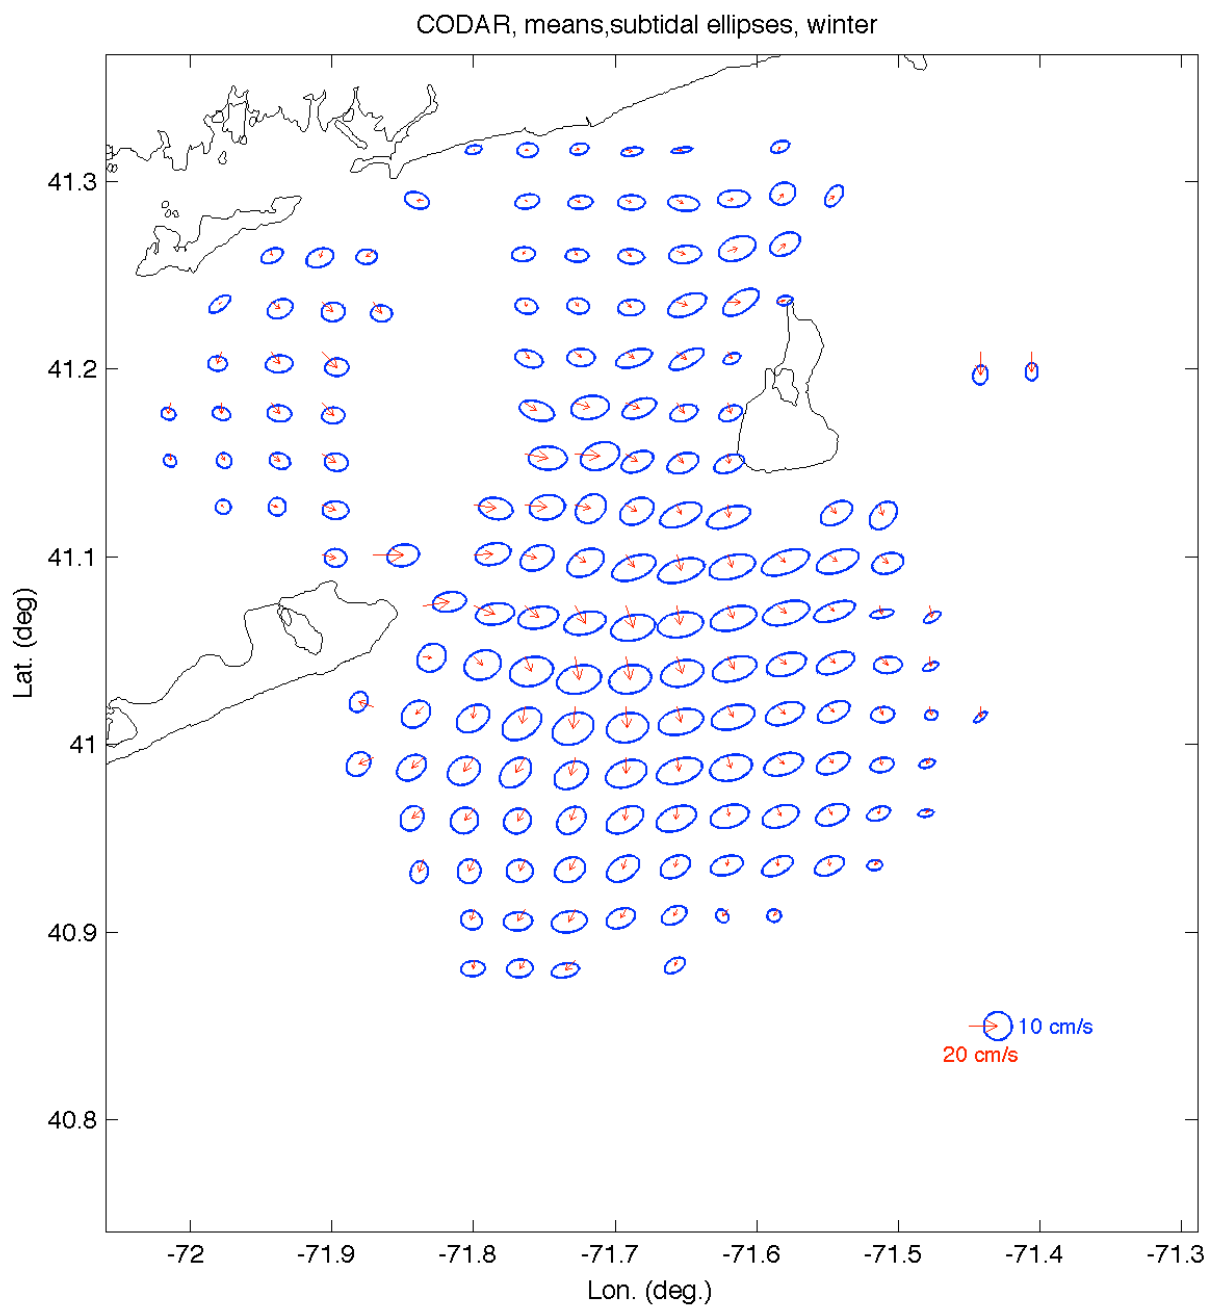 CODAR, means,subtidal ellipses, winter
41.3
41.2
41.1
41
40.9
40.8
Lat. (deg)
10 cm/s
20 cm/s
-72
-71.9
-71.8
-71.7
-71.6
-71.5
-71.4
-71.3
Lon. (deg.)